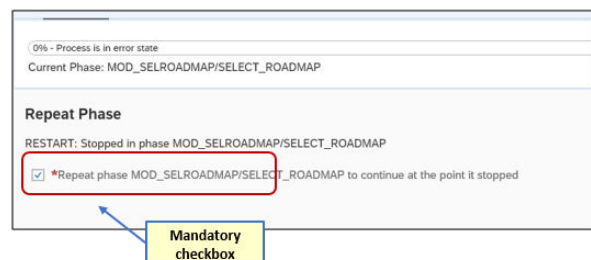 0% - Process is in error state
Current Phase: MOD_SELROADMAP/SELECT_ROADMAP
Repeat Phase
RESTART: Stopped in phase MOD_SELROADMAP/SELECT_ROADMAP
*Repeat phase MOD_SELROADMAP/SELECT_ROADMAP to continue at the point it stopped
Mandatory
checkbox